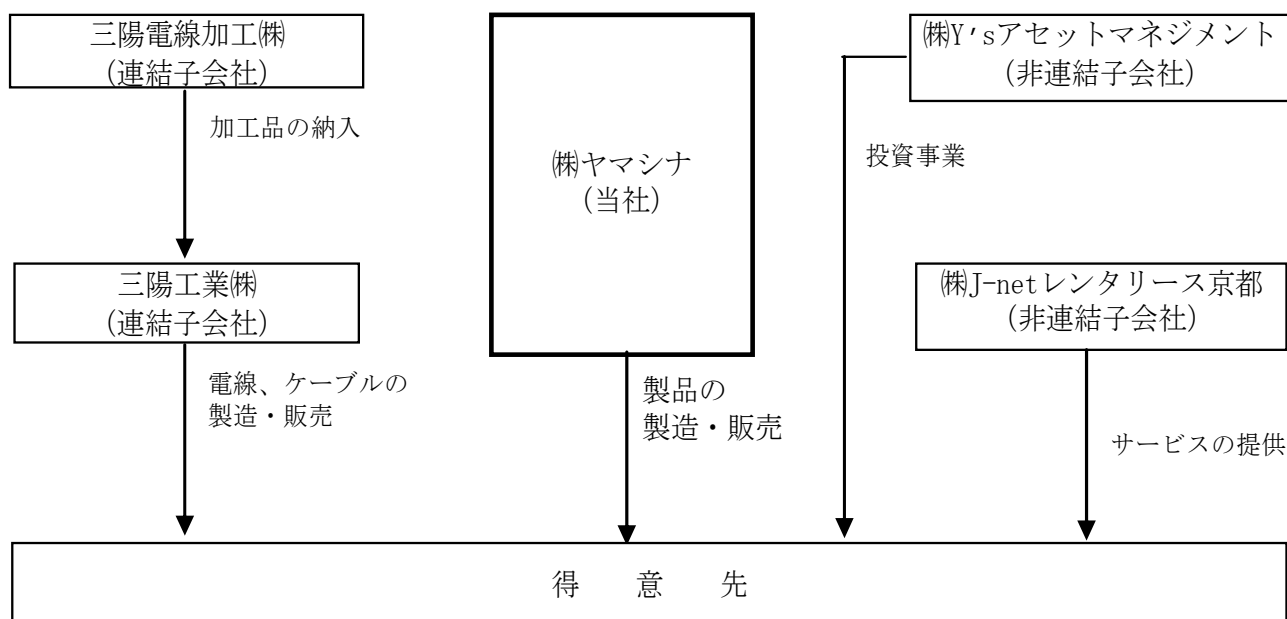 三陽電線加工㈱
（連結子会社）
加工品の納入
三陽工業㈱
（連結子会社）
電線、ケーブルの
製造・販売
㈱ヤマシナ
（当社）
製品の
製造・販売
㈱Y'sアセットマネジメント
（非連結子会社）
投資事業
㈱J-netレンタリース京都
（非連結子会社）
サービスの提供
得　意　先